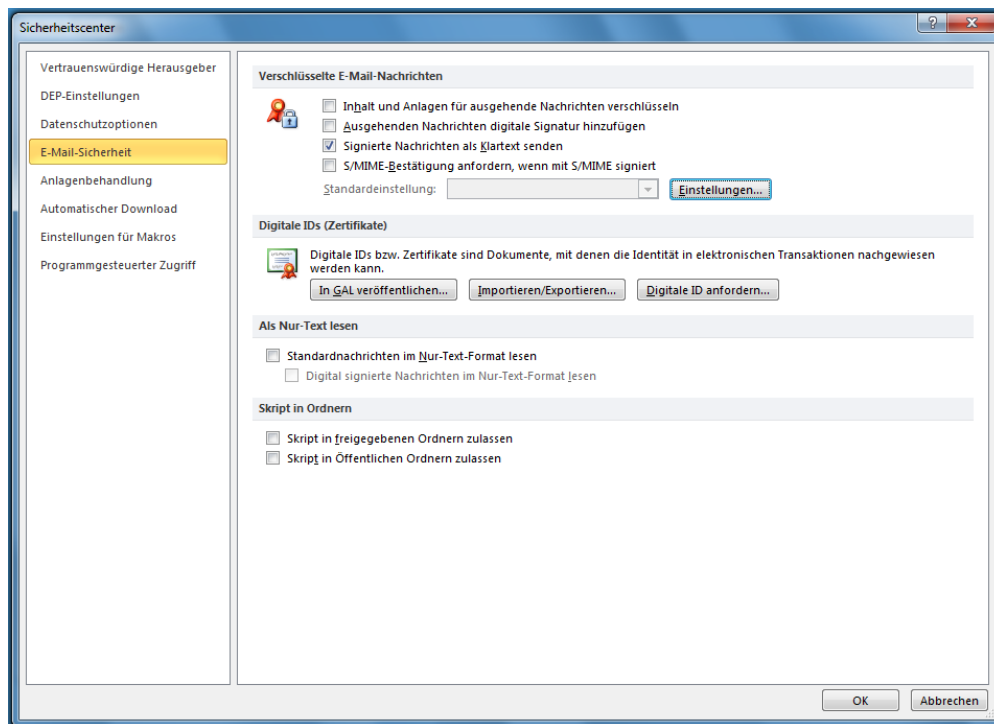 Sicherheitscenter
Vertrauenswürdige Herausgeber
DEP-Einstellungen
Datenschutzoptionen
E-Mail-Sicherheit
Anlagenbehandlung
Automatischer Download
Einstellungen für Makros
Programmgesteuerter Zugriff
Verschlüsselte E-Mail-Nachrichten
Inhalt und Anlagen für ausgehende Nachrichten verschlüsseln
Ausgehenden Nachrichten digitale Signatur hinzufügen
Signierte Nachrichten als Klartext senden
S/MIME-Bestätigung anfordern, wenn mit S/MIME signiert
Standardeinstellung: Einstellungen...
Digitale IDs (Zertifikate)
Digitale IDs bzw. Zertifikate sind Dokumente, mit denen die Identität in elektronischen Transaktionen nachgewiesen
werden kann.
In GAL veröffentlichen... Importieren/Exportieren... Digitale ID anfordern...
Als Nur-Text lesen
Standardnachrichten im Nur-Text-Format lesen
Digital signierte Nachrichten im Nur-Text-Format lesen
Skript in Ordnern
Skript in freigegebenen Ordnern zulassen
Skript in Öffentlichen Ordnern zulassen
OK Abbrechen